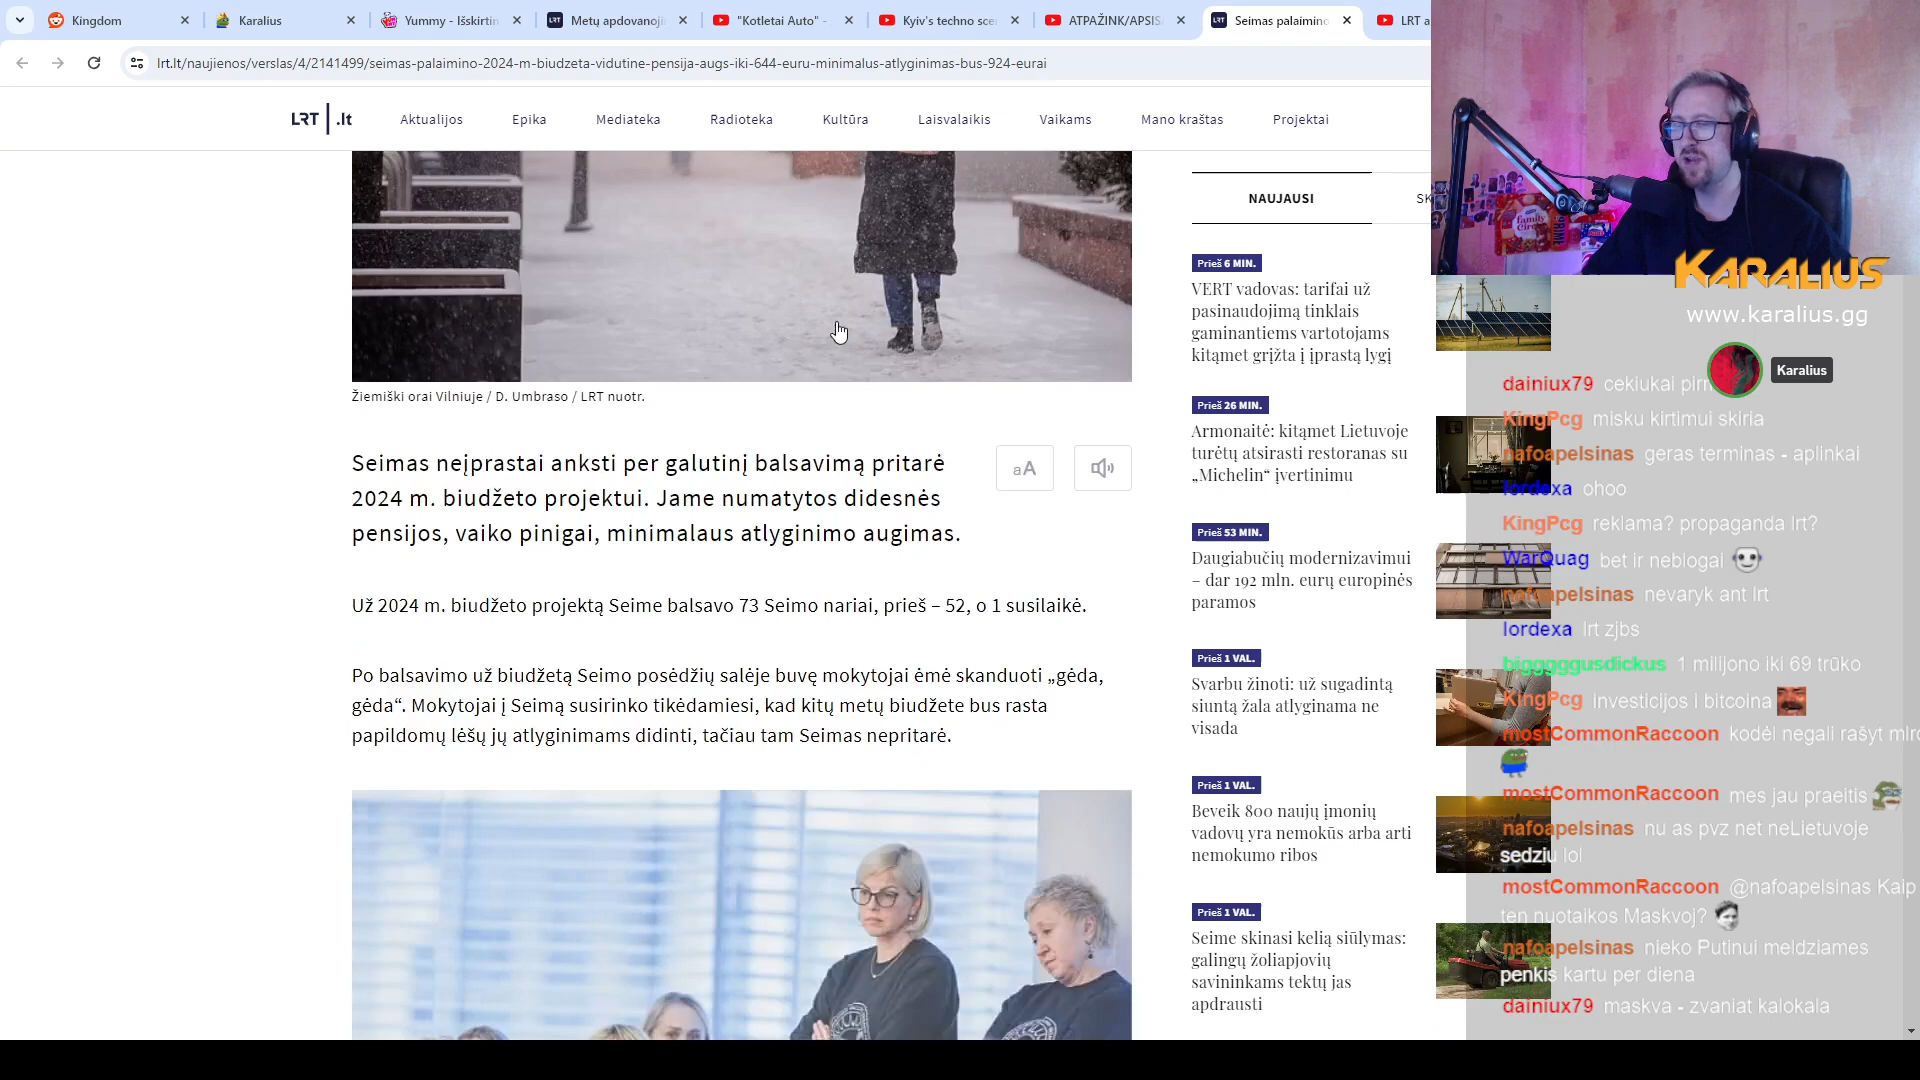 Kingdom
Karalius
Yummy - Išskirtin
Metų apdovanoji
"Kotletai Auto" -
Kyiv's techno sce
ATPAŽINK/APSIS
Seimas palaimino
LRT a
lrt.lt/naujienos/verslas/4/2141499/seimas-palaimino-2024-m-biudzeta-vidutine-pensija-augs-iki-644-euru-minimalus-atlyginimas-bus-924-eurai
LRT .lt
Aktualijos
Epika
Mediateka
Radioteka
Kultūra
Laisvalaikis
Vaikams
Mano kraštas
Projektai
Žiemiški orai Vilniuje / D. Umbraso / LRT nuotr.
Seimas neįprastai anksti per galutinį balsavimą pritarė
2024 m. biudžeto projektui. Jame numatytos didesnės
pensijos, vaiko pinigai, minimalaus atlyginimo augimas.
aA
Už 2024 m. biudžeto projektą Seime balsavo 73 Seimo nariai, prieš – 52, o 1 susilaikė.
Po balsavimo už biudžetą Seimo posėdžių salėje buvę mokytojai ėmė skanduoti „gėda,
gėda“. Mokytojai į Seimą susirinko tikėdamiesi, kad kitų metų biudžete bus rasta
papildomų lėšų jų atlyginimams didinti, tačiau tam Seimas nepritarė.
NAUJAUSI
SK
Prieš 6 MIN.
VERT vadovas: tarifai už
pasinaudojimą tinklais
gaminantiems vartotojams
kitąmet grįžta į įprastą lygį
Prieš 26 MIN.
Armonaitė: kitąmet Lietuvoje
turėtų atsirasti restoranas su
„Michelin“ įvertinimu
Prieš 53 MIN.
Daugiabučių modernizavimui
– dar 192 mln. eurų europinės
paramos
Prieš 1 VAL.
Svarbu žinoti: už sugadintą
siuntą žala atlyginama ne
visada
Prieš 1 VAL.
Beveik 800 naujų įmonių
vadovų yra nemokūs arba arti
nemokumo ribos
Prieš 1 VAL.
Seime skinasi kelią siūlymas:
galingų žoliapjovių
savininkams tektų jas
apdrausti
family
KARALIUS
www.karalius.gg
Karalius
dainiux79 cekiukai pirm
KingPcg misku kirtimui skiria
nafoapelsinas geras terminas - aplinkai
lordexa ohoo
KingPcg reklama? propaganda lrt?
WarQuag bet ir neblogai
nafoapelsinas nevaryk ant lrt
lordexa lrt zjbs
biggggggusdickus 1 milijono iki 69 trūko
KingPcg investicijos i bitcoina
mostCommonRaccoon kodėl negali rašyt mlrd
mostCommonRaccoon mes jau praeitis
nafoapelsinas nu as pvz net neLietuvoje
sedziu lol
mostCommonRaccoon @nafoapelsinas Kaip
ten nuotaikos Maskvoj?
nafoapelsinas nieko Putinui meldziames
penkis kartu per diena
dainiux79 maskva - zvaniat kalokala